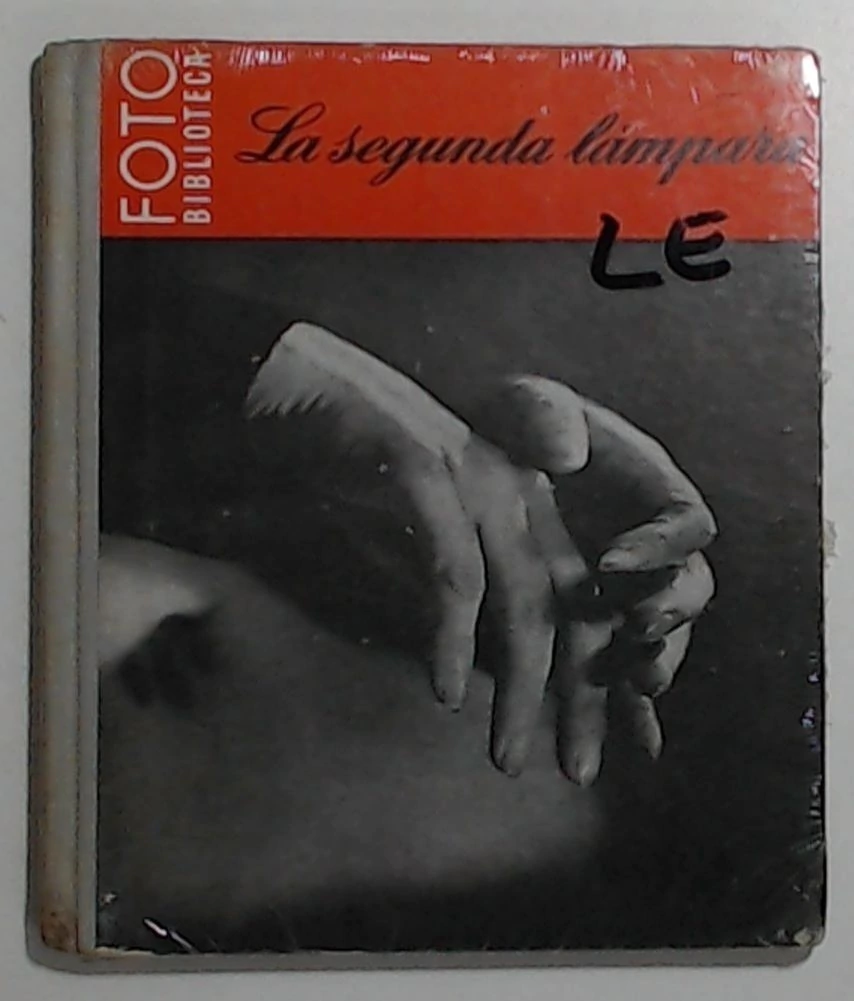 FOTO
BIBLIOTECA
La segunda lámpara
LE